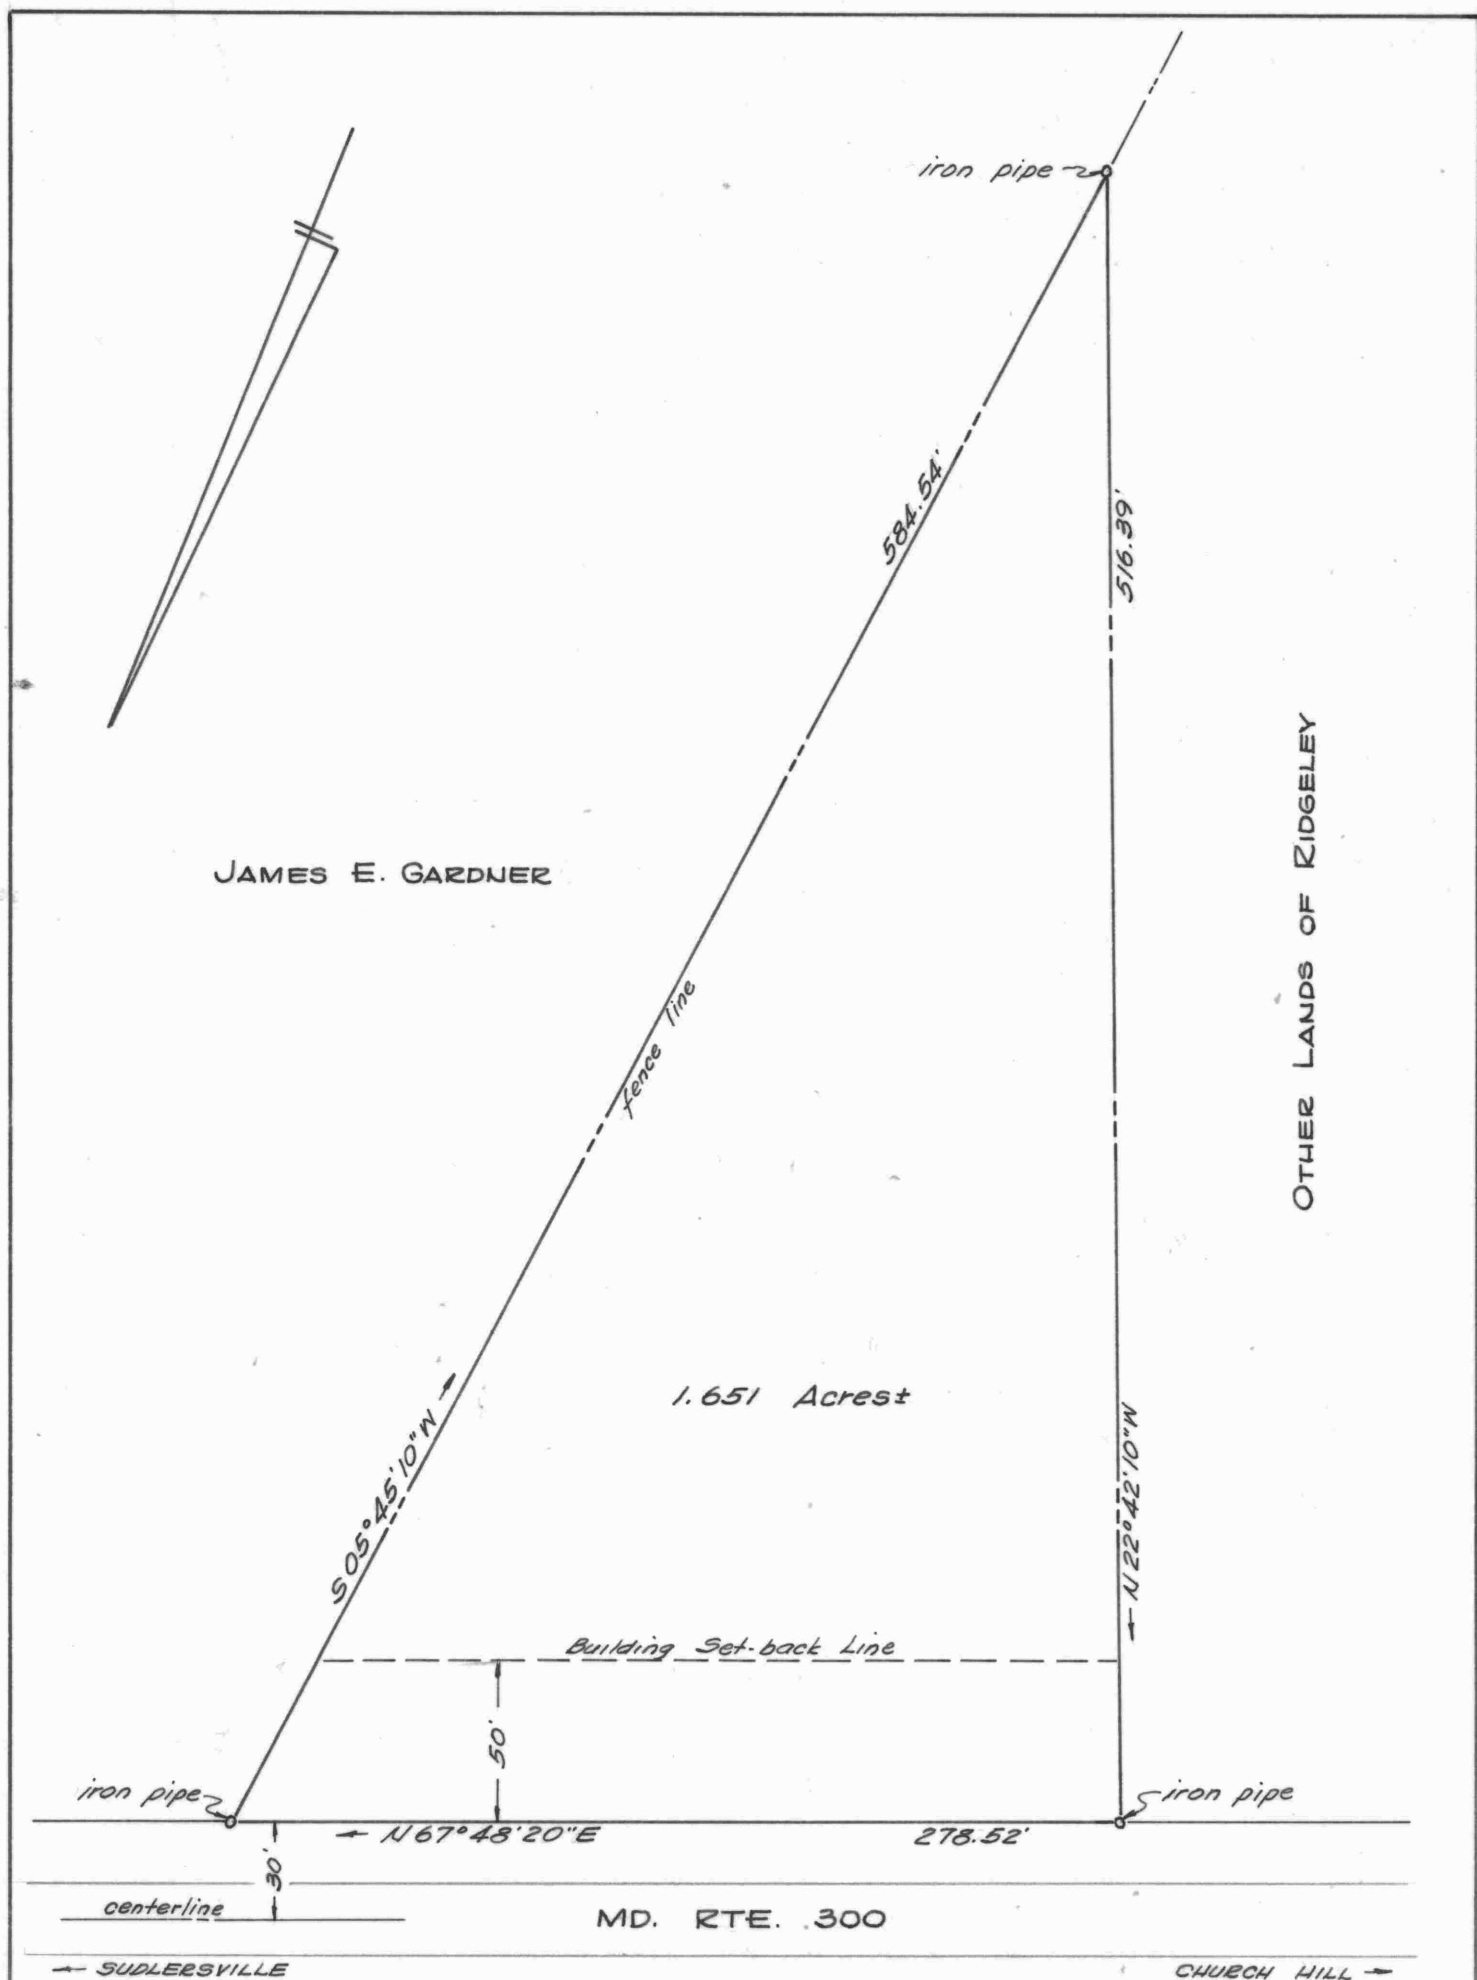 iron pipe
584.54'
516.39'
JAMES E. GARDNER
OTHER LANDS OF RIDGELEY
fence line
1.651 Acres±
S 05° 45' 10" W
N 22° 42' 10" W
Building Set-back Line
50'
iron pipe
iron pipe
N 67° 48' 20" E
278.52'
30'
centerline
MD. RTE. 300
← SUDLERSVILLE
CHURCH HILL →